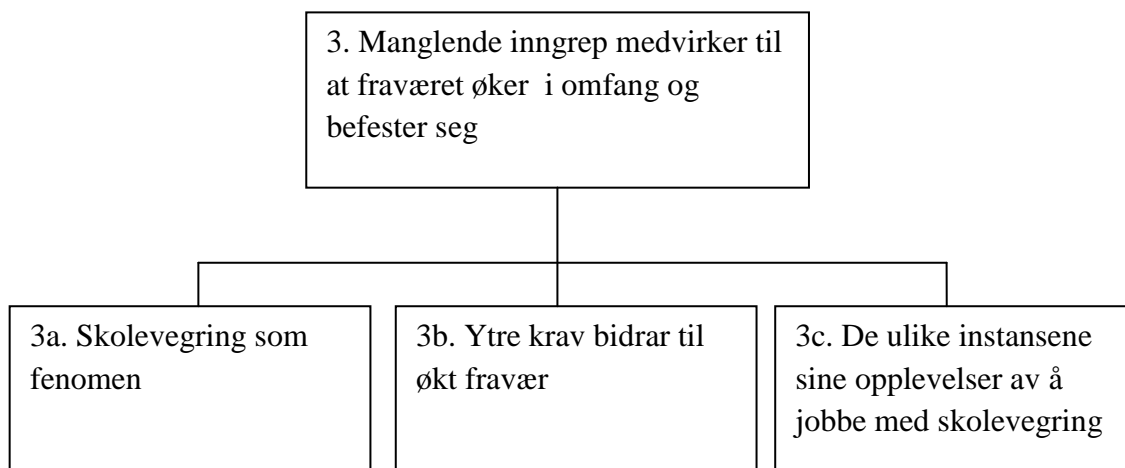 3. Manglende inngrep medvirker til
at fraværet øker  i omfang og
befester seg
3a. Skolevegring som
fenomen
3b. Ytre krav bidrar til
økt fravær
3c. De ulike instansene
sine opplevelser av å
jobbe med skolevegring